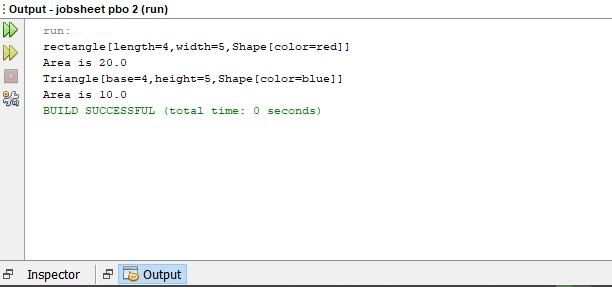 Output - jobsheet pbo 2 (run)
run:
rectangle[length=4,width=5,Shape[color=red]]
Area is 20.0
Triangle[base=4,height=5,Shape[color=blue]]
Area is 10.0
BUILD SUCCESSFUL (total time: 0 seconds)
Inspector
Output